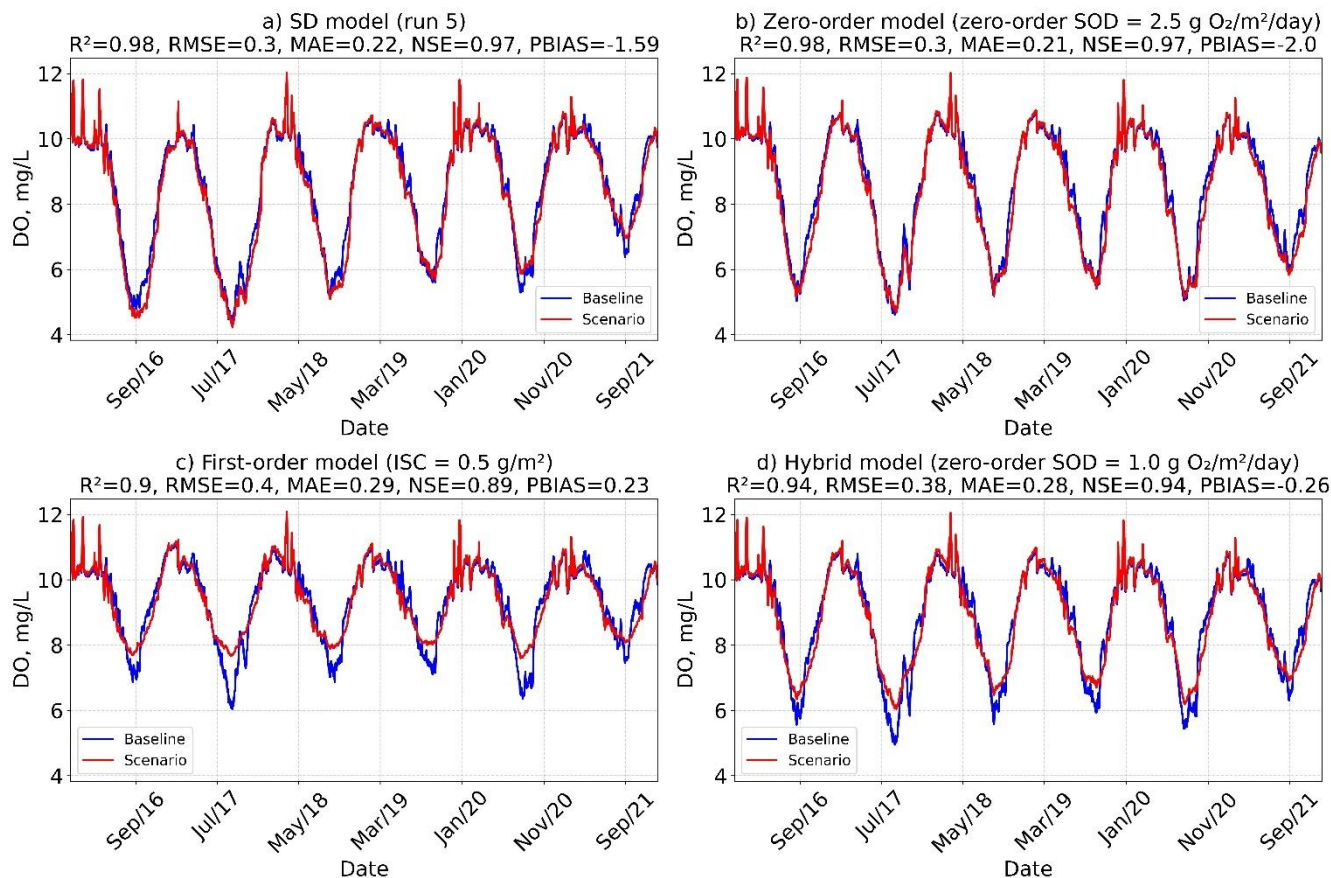 a) SD model (run 5)
R²=0.98, RMSE=0.3, MAE=0.22, NSE=0.97, PBIAS=-1.59
12
10
8
6
4
DO, mg/L
Baseline
Scenario
Sep/16
Jul/17
May/18
Mar/19
Jan/20
Nov/20
Sep/21
Date
b) Zero-order model (zero-order SOD = 2.5 g O₂/m²/day)
R²=0.98, RMSE=0.3, MAE=0.21, NSE=0.97, PBIAS=-2.0
12
10
8
6
4
DO, mg/L
Baseline
Scenario
Sep/16
Jul/17
May/18
Mar/19
Jan/20
Nov/20
Sep/21
Date
c) First-order model (ISC = 0.5 g/m²)
R²=0.9, RMSE=0.4, MAE=0.29, NSE=0.89, PBIAS=0.23
12
10
8
6
4
DO, mg/L
Baseline
Scenario
Sep/16
Jul/17
May/18
Mar/19
Jan/20
Nov/20
Sep/21
Date
d) Hybrid model (zero-order SOD = 1.0 g O₂/m²/day)
R²=0.94, RMSE=0.38, MAE=0.28, NSE=0.94, PBIAS=-0.26
12
10
8
6
4
DO, mg/L
Baseline
Scenario
Sep/16
Jul/17
May/18
Mar/19
Jan/20
Nov/20
Sep/21
Date